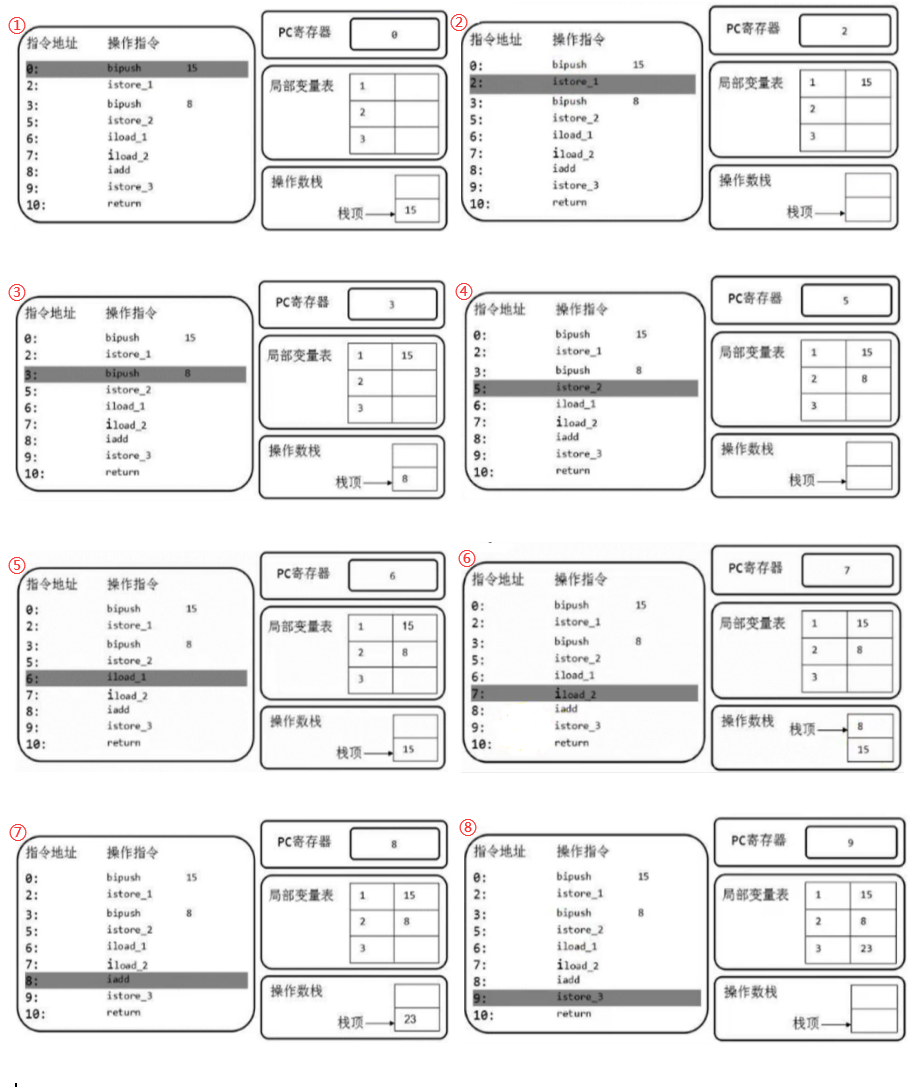 ①
指令地址 操作指令
0: bipush 15
2: istore_1
3: bipush 8
5: istore_2
6: iload_1
7: iload_2
8: iadd
9: istore_3
10: return
PC寄存器 0
局部变量表 1
2
3
操作数栈
栈顶 15
②
指令地址 操作指令
0: bipush 15
2: istore_1
3: bipush 8
5: istore_2
6: iload_1
7: iload_2
8: iadd
9: istore_3
10: return
PC寄存器 2
局部变量表 1 15
2
3
操作数栈
栈顶
③
指令地址 操作指令
0: bipush 15
2: istore_1
3: bipush 8
5: istore_2
6: iload_1
7: iload_2
8: iadd
9: istore_3
10: return
PC寄存器 3
局部变量表 1 15
2
3
操作数栈
栈顶 8
④
指令地址 操作指令
0: bipush 15
2: istore_1
3: bipush 8
5: istore_2
6: iload_1
7: iload_2
8: iadd
9: istore_3
10: return
PC寄存器 5
局部变量表 1 15
2 8
3
操作数栈
栈顶
⑤
指令地址 操作指令
0: bipush 15
2: istore_1
3: bipush 8
5: istore_2
6: iload_1
7: iload_2
8: iadd
9: istore_3
10: return
PC寄存器 6
局部变量表 1 15
2 8
3
操作数栈
栈顶 15
⑥
指令地址 操作指令
0: bipush 15
2: istore_1
3: bipush 8
5: istore_2
6: iload_1
7: iload_2
8: iadd
9: istore_3
10: return
PC寄存器 7
局部变量表 1 15
2 8
3
操作数栈 栈顶 8
15
⑦
指令地址 操作指令
0: bipush 15
2: istore_1
3: bipush 8
5: istore_2
6: iload_1
7: iload_2
8: iadd
9: istore_3
10: return
PC寄存器 8
局部变量表 1 15
2 8
3
操作数栈
栈顶 23
⑧
指令地址 操作指令
0: bipush 15
2: istore_1
3: bipush 8
5: istore_2
6: iload_1
7: iload_2
8: iadd
9: istore_3
10: return
PC寄存器 9
局部变量表 1 15
2 8
3 23
操作数栈
栈顶